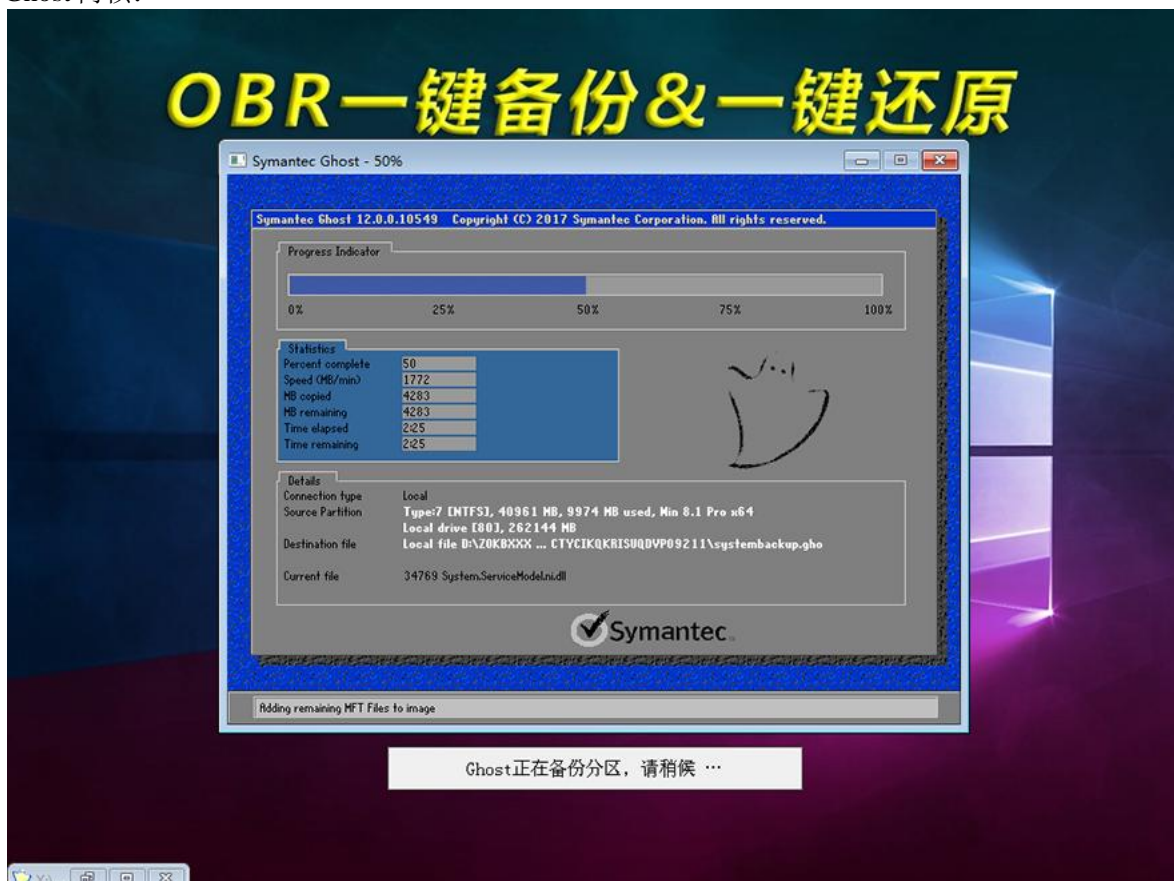 OBR一键备份&一键还原
Symantec Ghost - 50%
Symantec Ghost 12.0.0.10549 Copyright (C) 2017 Symantec Corporation. All rights reserved.
Progress Indicator
0% 25% 50% 75% 100%
Statistics
Percent complete 50
Speed (MB/min) 1772
MB copied 4283
MB remaining 4283
Time elapsed 2:25
Time remaining 2:25
Details
Connection type Local
Source Partition Type:7 [NTFS], 40961 MB, 9974 MB used, Win 8.1 Pro x64
Local drive [80], 262144 MB
Destination file Local file D:\Z0KBXXX ... CTYCIKQKRISUQDVP09211\systembackup.gho
Current file 34769 System.ServiceModel.ni.dll
Symantec
Adding remaining MFT Files to image
Ghost正在备份分区，请稍候 …